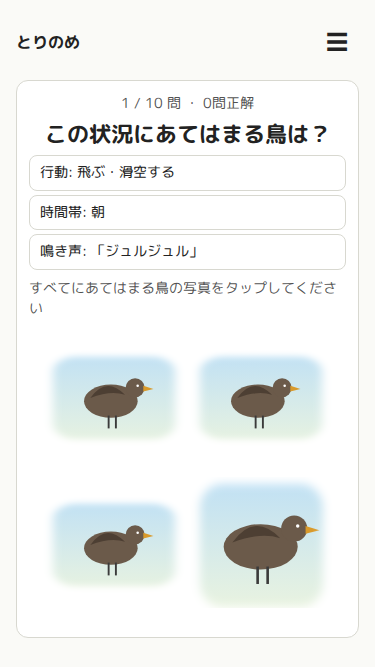 とりのめ
1 / 10 問 ・ 0問正解
この状況にあてはまる鳥は？
行動: 飛ぶ・滑空する
時間帯: 朝
鳴き声: 「ジュルジュル」
すべてにあてはまる鳥の写真をタップしてくださ
い